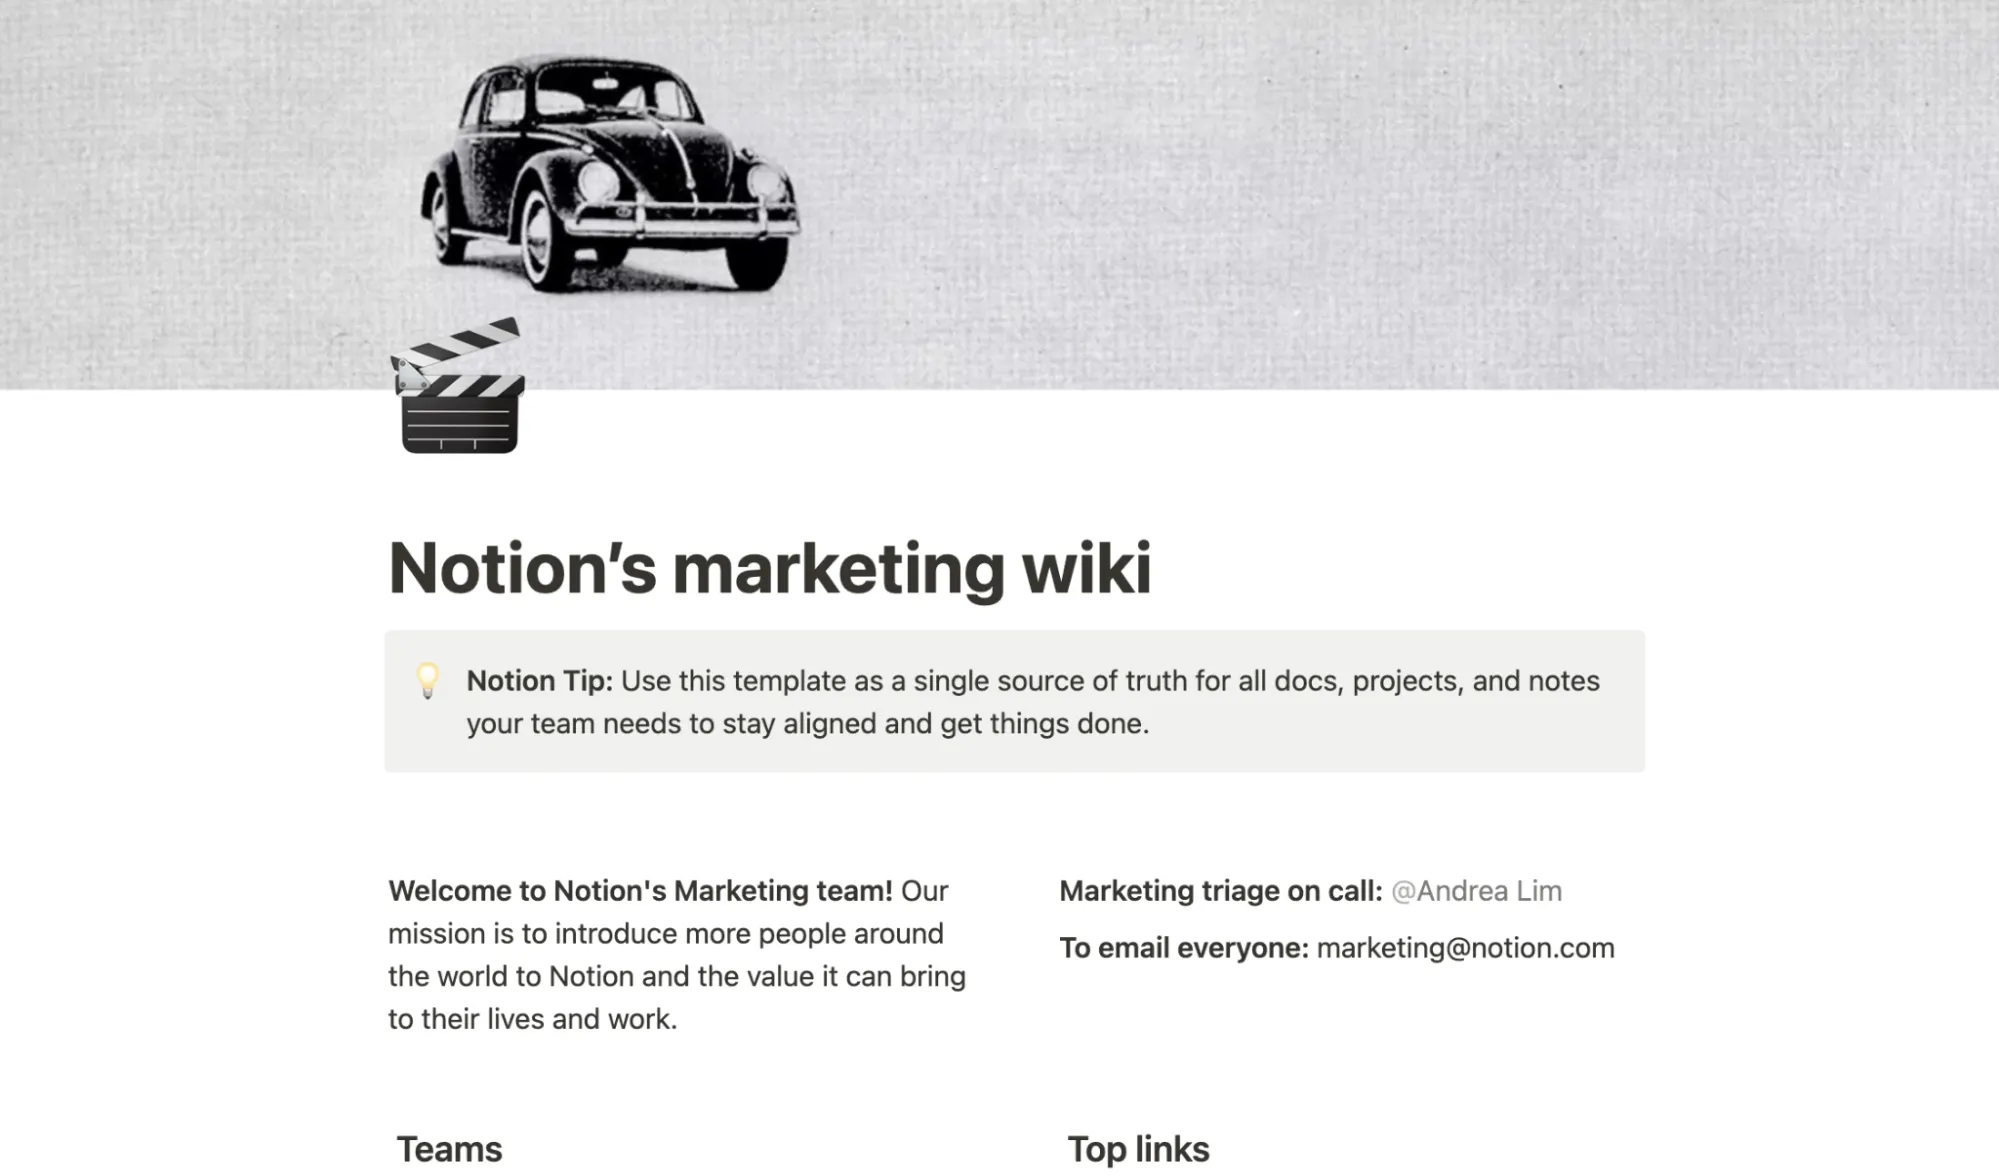 Notion’s marketing wiki
Notion Tip: Use this template as a single source of truth for all docs, projects, and notes
your team needs to stay aligned and get things done.
Welcome to Notion's Marketing team! Our
mission is to introduce more people around
the world to Notion and the value it can bring
to their lives and work.
Marketing triage on call: @Andrea Lim
To email everyone: marketing@notion.com
Teams
Top links